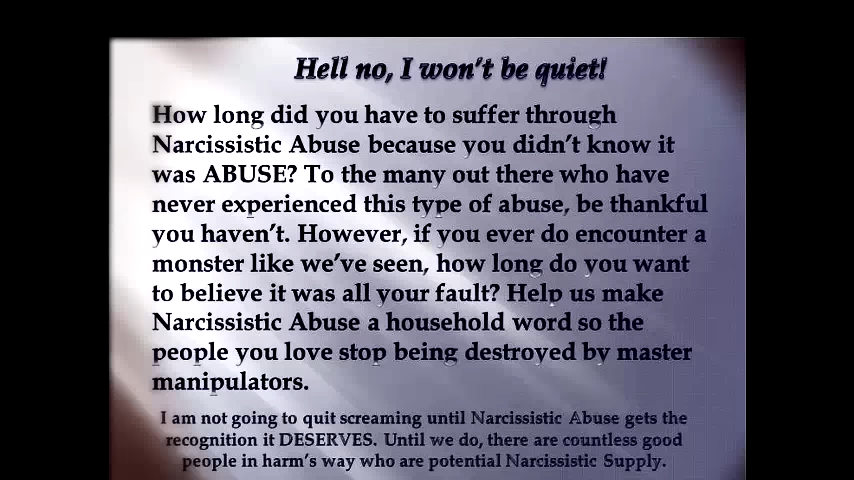 Hell no, I won't be quiet!
How long did you have to suffer through
Narcissistic Abuse because you didn't know it
was ABUSE? To the many out there who have
never experienced this type of abuse, be thankful
you haven't. However, if you ever do encounter a
monster like we've seen, how long do you want
to believe it was all your fault? Help us make
Narcissistic Abuse a household word so the
people you love stop being destroyed by master
manipulators.
I am not going to quit screaming until Narcissistic Abuse gets the
recognition it DESERVES. Until we do, there are countless good
people in harm's way who are potential Narcissistic Supply.